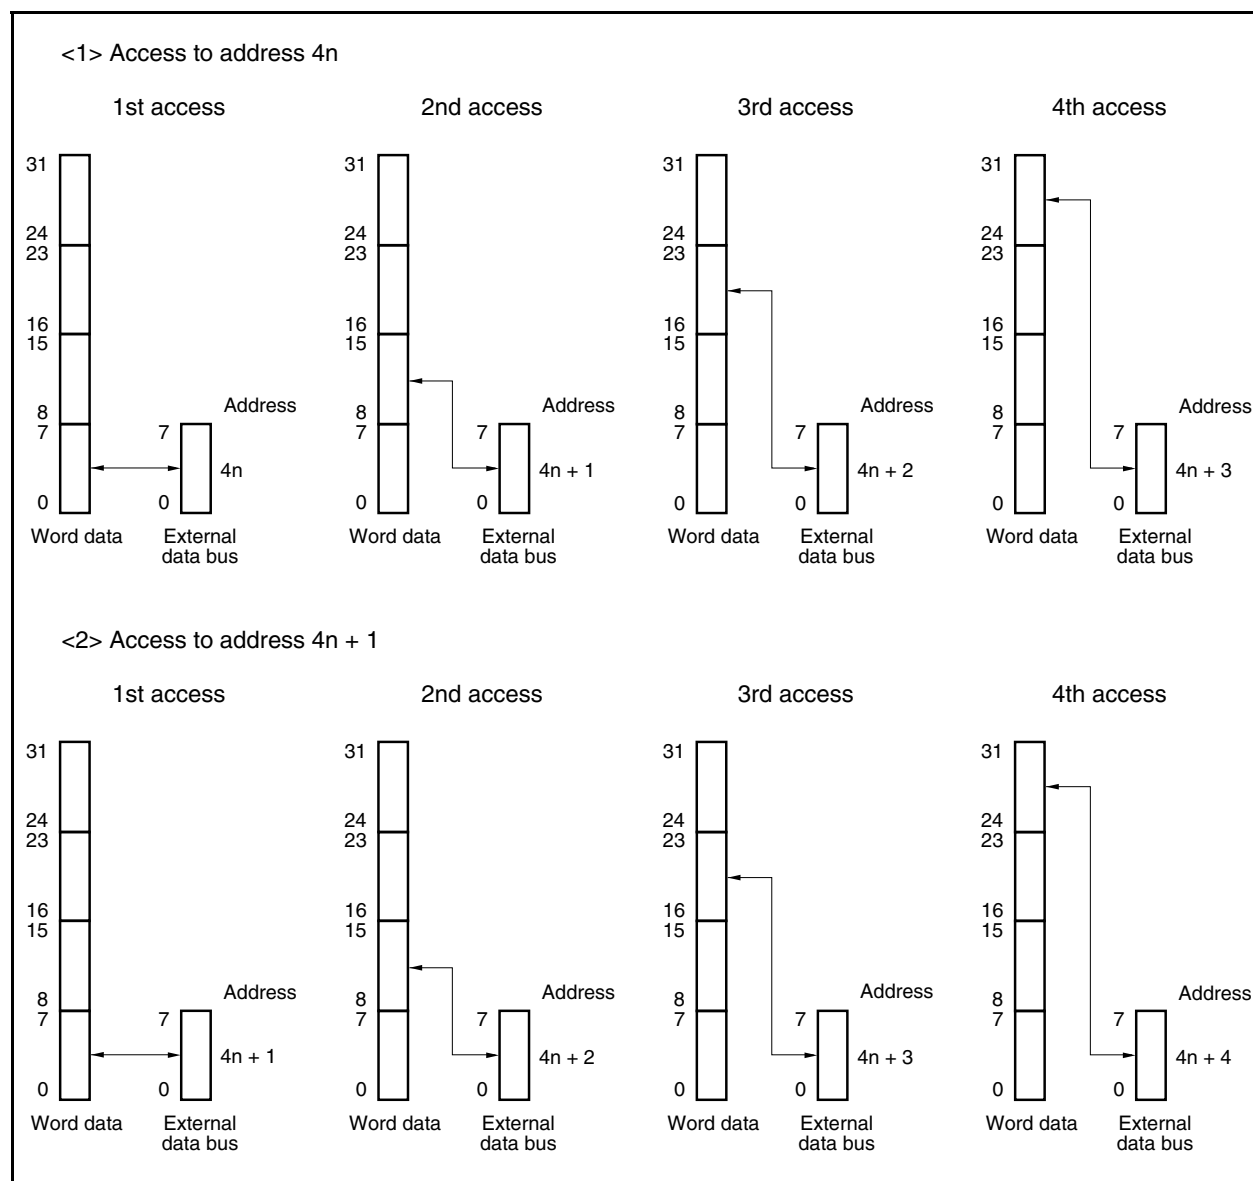 <1> Access to address 4n
1st access 2nd access 3rd access 4th access
31 31 31 31
24 24 24 24
23 23 23 23
16 16 16 16
15 15 15 15
Address Address Address Address
8 8 8 8
7 7 7 7 7 7 7 7
4n 4n + 1 4n + 2 4n + 3
0 0 0 0 0 0 0 0
Word data External Word data External Word data External Word data External
data bus data bus data bus data bus
<2> Access to address 4n + 1
1st access 2nd access 3rd access 4th access
31 31 31 31
24 24 24 24
23 23 23 23
16 16 16 16
15 15 15 15
Address Address Address Address
8 8 8 8
7 7 7 7 7 7 7 7
4n + 1 4n + 2 4n + 3 4n + 4
0 0 0 0 0 0 0 0
Word data External Word data External Word data External Word data External
data bus data bus data bus data bus